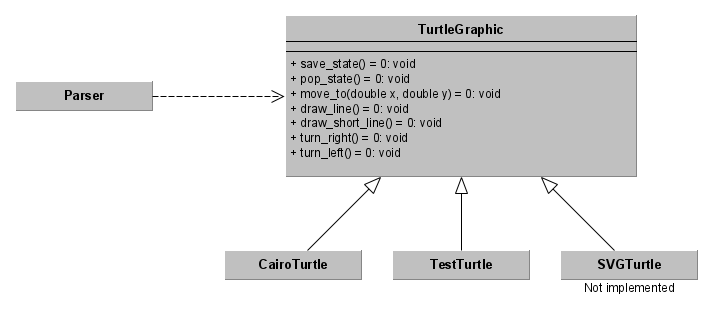 TurtleGraphic
+ save_state() = 0: void
+ pop_state() = 0: void
+ move_to(double x, double y) = 0: void
+ draw_line() = 0: void
+ draw_short_line() = 0: void
+ turn_right() = 0: void
+ turn_left() = 0: void
Parser
CairoTurtle
TestTurtle
SVGTurtle
Not implemented